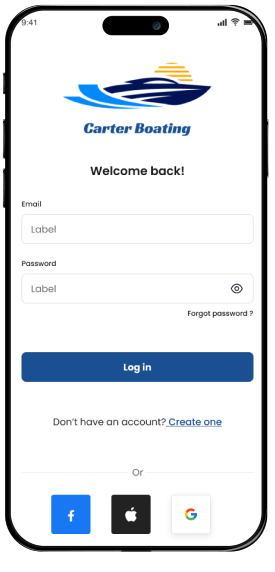 9:41
Carter Boating
Welcome back!
Email
Label
Password
Label
Forgot password ?
Log in
Don't have an account? Create one
Or